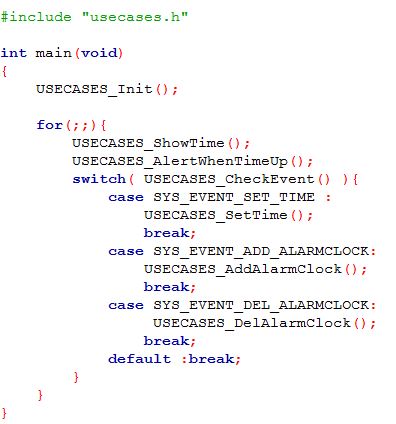 #include "usecases.h"
int main(void)
{
    USECASES_Init();
    for(;;){
        USECASES_ShowTime();
        USECASES_AlertWhenTimeUp();
        switch( USECASES_CheckEvent() ){
            case SYS_EVENT_SET_TIME :
                USECASES_SetTime();
                break;
            case SYS_EVENT_ADD_ALARMCLOCK:
                USECASES_AddAlarmClock();
                break;
            case SYS_EVENT_DEL_ALARMCLOCK:
                 USECASES_DelAlarmClock();
                break;
            default :break;
        }
    }
}